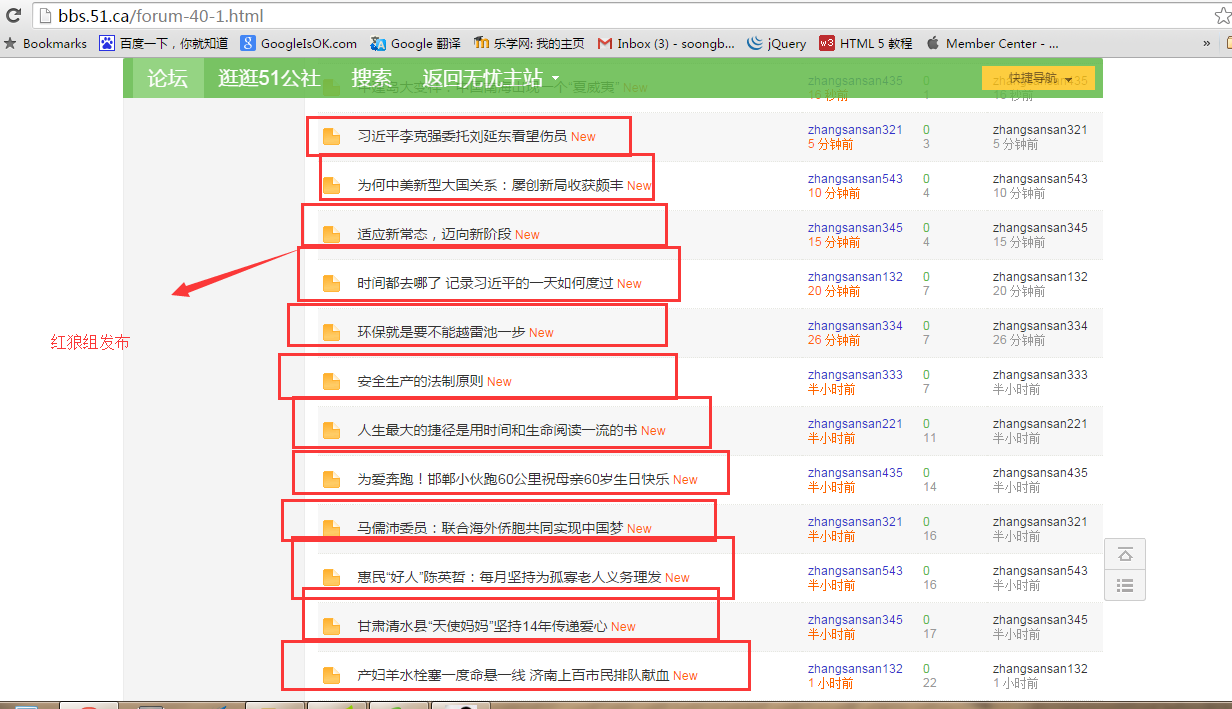 bbs.51.ca/forum-40-1.html
Bookmarks 百度一下，你就知道 GoogleIsOK.com Google 翻译 乐学网: 我的主页 Inbox (3) - soongb... jQuery HTML 5 教程 Member Center - ... »
论坛 逛逛51公社 搜索 返回无忧主站 快捷导航
中建岛大变样：中国南海出现一个“夏威夷” New zhangsansan435 0
16 秒前 1 16 秒前
习近平李克强委托刘延东看望伤员 New zhangsansan321 0 zhangsansan321
5 分钟前 3 5 分钟前
为何中美新型大国关系：屡创新局收获颇丰 New zhangsansan543 0 zhangsansan543
10 分钟前 4 10 分钟前
适应新常态，迈向新阶段 New zhangsansan345 0 zhangsansan345
15 分钟前 4 15 分钟前
时间都去哪了 记录习近平的一天如何度过 New zhangsansan132 0 zhangsansan132
20 分钟前 7 20 分钟前
红狼组发布
环保就是要不能越雷池一步 New zhangsansan334 0 zhangsansan334
26 分钟前 7 26 分钟前
安全生产的法制原则 New zhangsansan333 0 zhangsansan333
半小时前 7 半小时前
人生最大的捷径是用时间和生命阅读一流的书 New zhangsansan221 0 zhangsansan221
半小时前 11 半小时前
为爱奔跑！邯郸小伙跑60公里祝母亲60岁生日快乐 New zhangsansan435 0 zhangsansan435
半小时前 14 半小时前
马儒沛委员：联合海外侨胞共同实现中国梦 New zhangsansan321 0 zhangsansan321
半小时前 16 半小时前
惠民“好人”陈英哲：每月坚持为孤寡老人义务理发 New zhangsansan543 0 zhangsansan543
半小时前 16 半小时前
甘肃清水县“天使妈妈”坚持14年传递爱心 New zhangsansan345 0 zhangsansan345
半小时前 17 半小时前
产妇羊水栓塞一度命悬一线 济南上百市民排队献血 New zhangsansan132 0 zhangsansan132
1 小时前 22 1 小时前